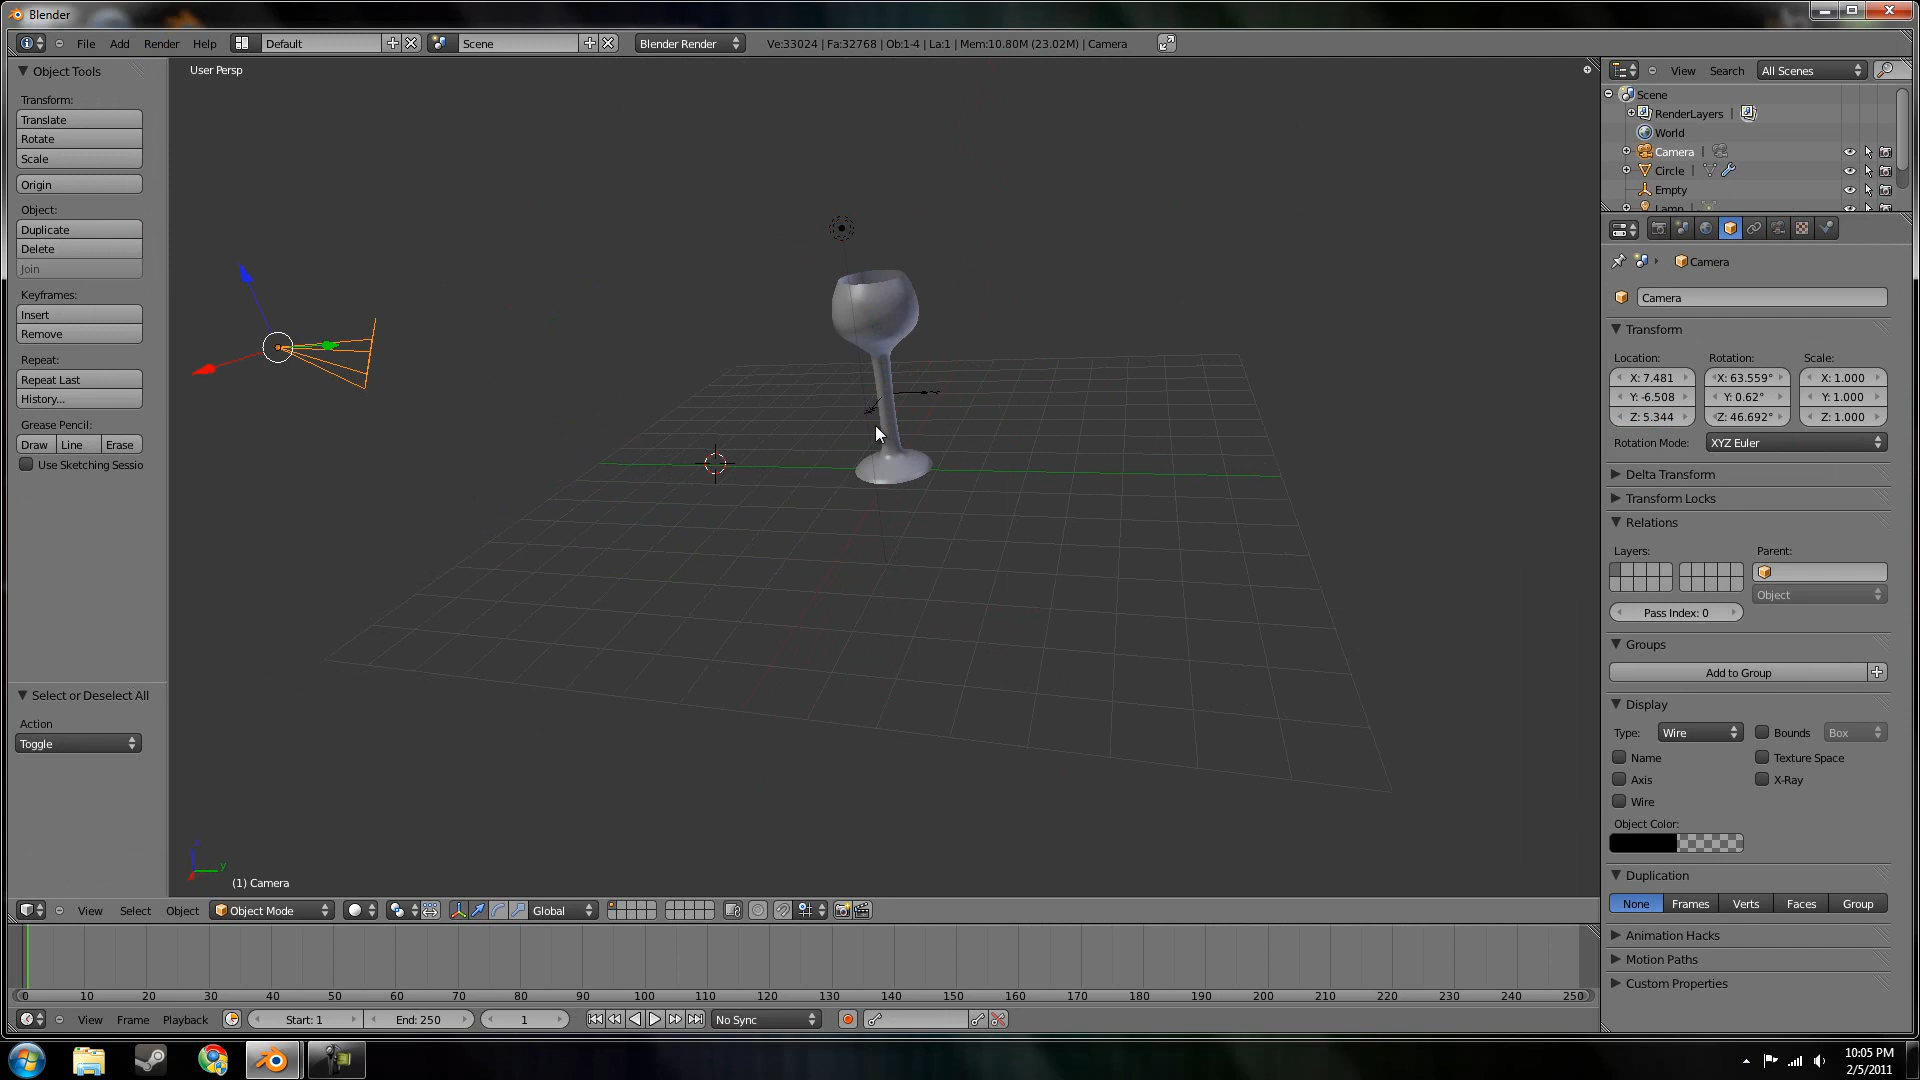 Blender
File Add Render Help Default Scene Blender Render Ve:33024 | Fa:32768 | Ob:1-4 | La:1 | Mem:10.80M (23.02M) | Camera
Object Tools
Transform:
Translate
Rotate
Scale
Origin
Object:
Duplicate
Delete
Join
Keyframes:
Insert
Remove
Repeat:
Repeat Last
History...
Grease Pencil:
Draw Line Erase
Use Sketching Sessio
Select or Deselect All
Action
Toggle
User Persp
z
y
(1) Camera
View Select Object Object Mode Global
0 10 20 30 40 50 60 70 80 90 100 110 120 130 140 150 160 170 180 190 200 210 220 230 240 250
View Frame Playback Start: 1 End: 250 1 No Sync
View Search All Scenes
Scene
RenderLayers |
World
Camera |
Circle |
Empty
Lamp
Camera
Camera
Transform
Location: Rotation: Scale:
X: 7.481 X: 63.559° X: 1.000
Y: -6.508 Y: 0.62° Y: 1.000
Z: 5.344 Z: 46.692° Z: 1.000
Rotation Mode: XYZ Euler
Delta Transform
Transform Locks
Relations
Layers: Parent:
Object
Pass Index: 0
Groups
Add to Group
Display
Type: Wire Bounds Box
Name Texture Space
Axis X-Ray
Wire
Object Color:
Duplication
None Frames Verts Faces Group
Animation Hacks
Motion Paths
Custom Properties
10:05 PM
2/5/2011